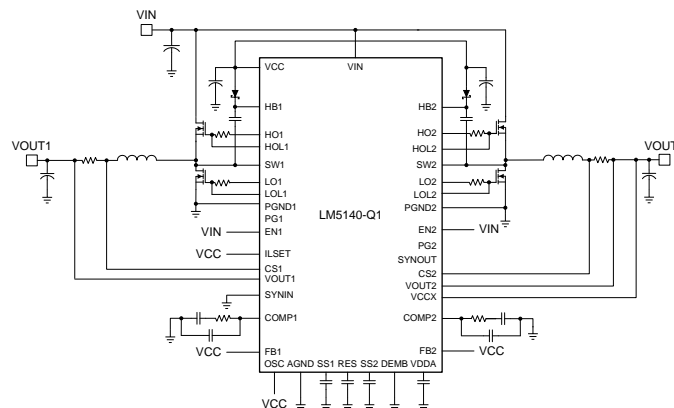 VIN
VCC
VIN
HB1
HB2
HO1
HO2
HOL1
HOL2
VOUT1
VOUT
SW1
SW2
LO1
LO2
LOL1
LOL2
PGND1
PGND2
LM5140-Q1
PG1
VIN
EN1
EN2
VIN
PG2
VCC
ILSET
SYNOUT
CS1
CS2
VOUT1
VOUT2
SYNIN
VCCX
COMP1
COMP2
VCC
FB1
FB2
VCC
OSC AGND SS1 RES SS2 DEMB VDDA
VCC